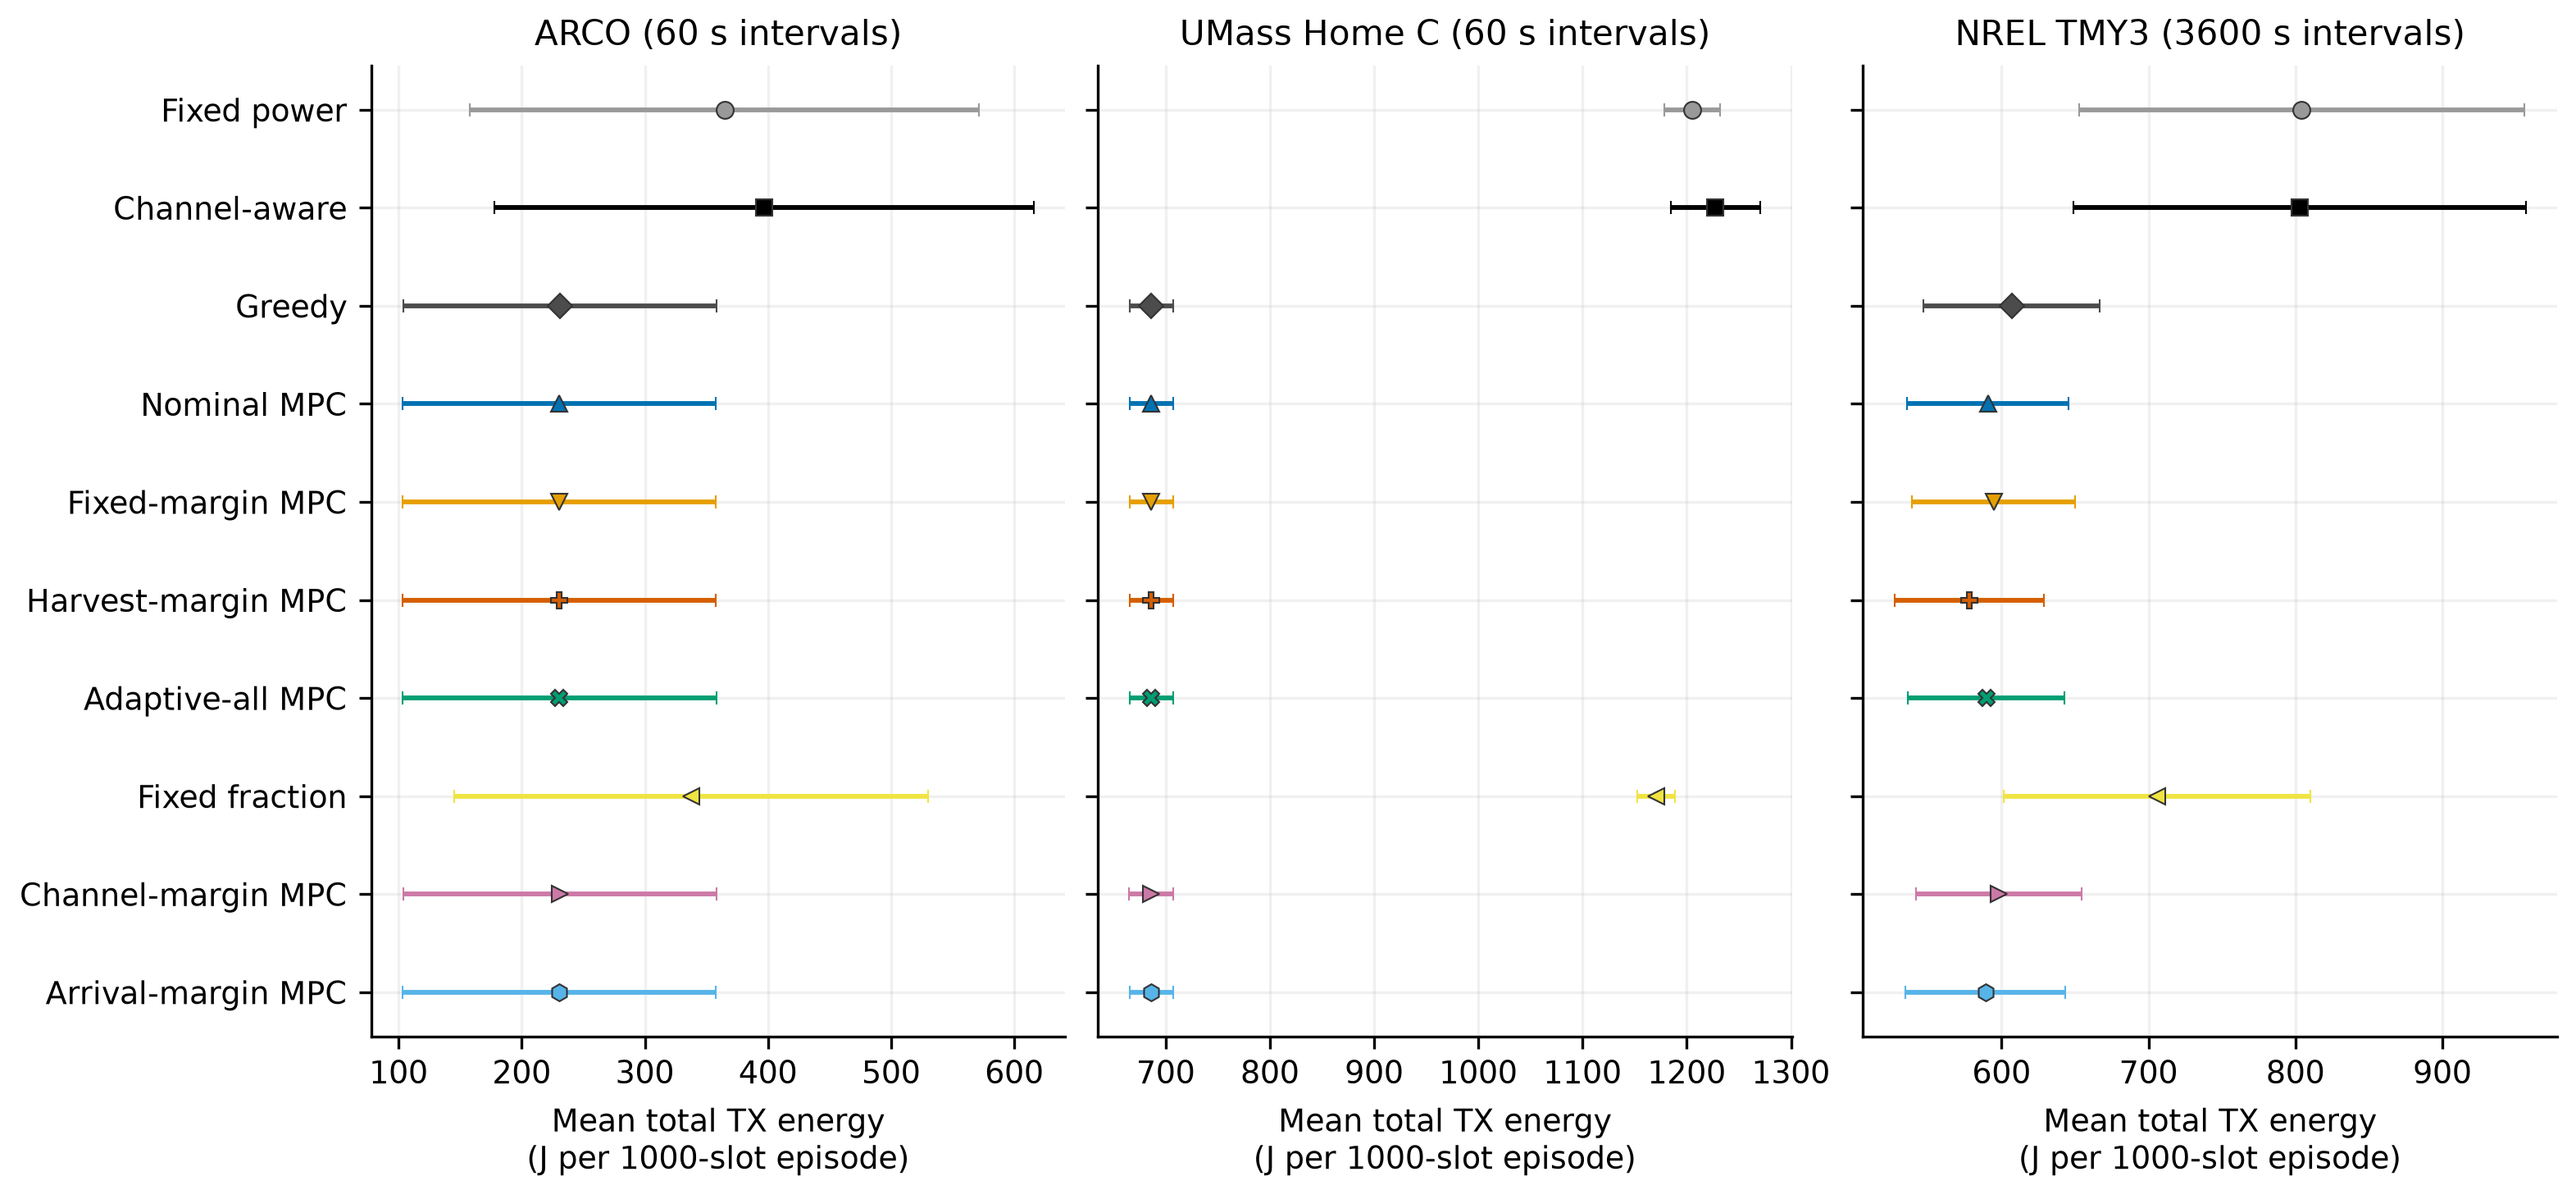 ARCO (60 s intervals)
UMass Home C (60 s intervals)
NREL TMY3 (3600 s intervals)
Fixed power
Channel-aware
Greedy
Nominal MPC
Fixed-margin MPC
Harvest-margin MPC
Adaptive-all MPC
Fixed fraction
Channel-margin MPC
Arrival-margin MPC
100 200 300 400 500 600
700 800 900 1000 1100 1200 1300
600 700 800 900
Mean total TX energy
(J per 1000-slot episode)
Mean total TX energy
(J per 1000-slot episode)
Mean total TX energy
(J per 1000-slot episode)